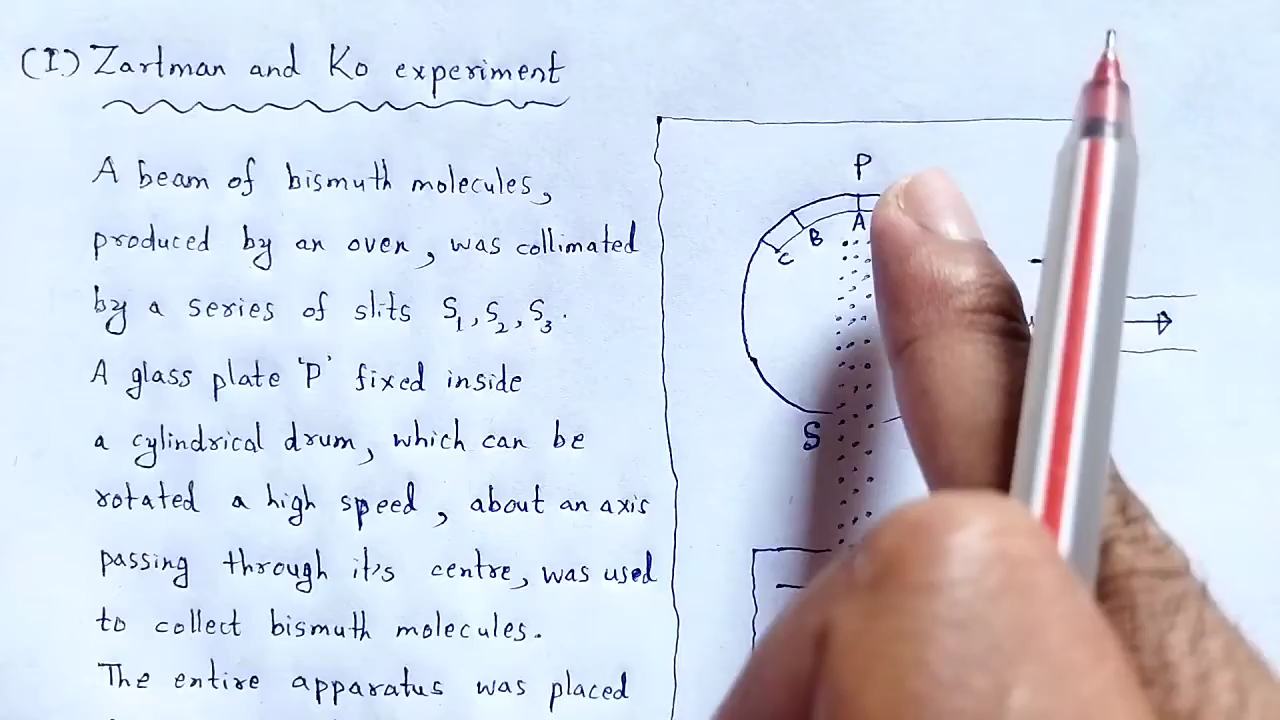 (I.) Zartman and Ko experiment
A beam of bismuth molecules,
produced by an oven, was collimated
by a series of slits S1, S2, S3.
A glass plate 'P' fixed inside
a cylindrical drum, which can be
rotated a high speed, about an axis
passing through it's centre, was used
to collect bismuth molecules.
The entire apparatus was placed
P
A
B
C
S